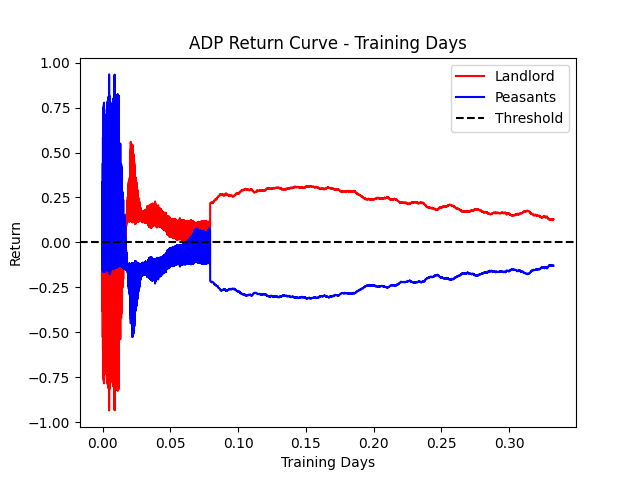 ADP Return Curve - Training Days
Landlord
Peasants
Threshold
Return
1.00
0.75
0.50
0.25
0.00
−0.25
−0.50
−0.75
−1.00
0.00 0.05 0.10 0.15 0.20 0.25 0.30
Training Days